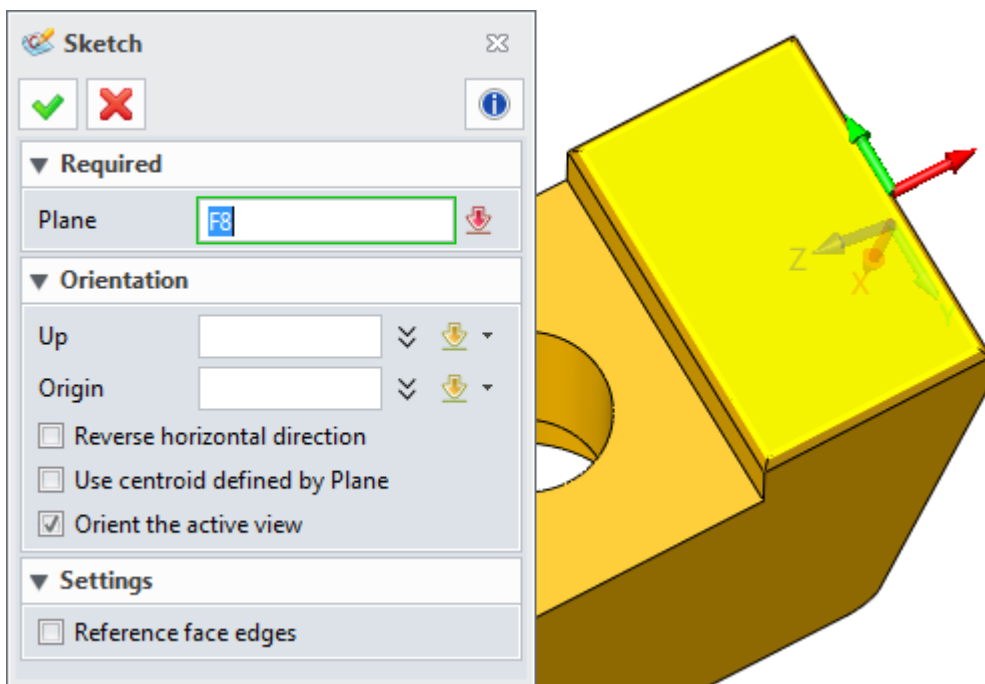 Sketch
Required
Plane F8
Orientation
Up
Origin
Reverse horizontal direction
Use centroid defined by Plane
Orient the active view
Settings
Reference face edges
Z
X
Y